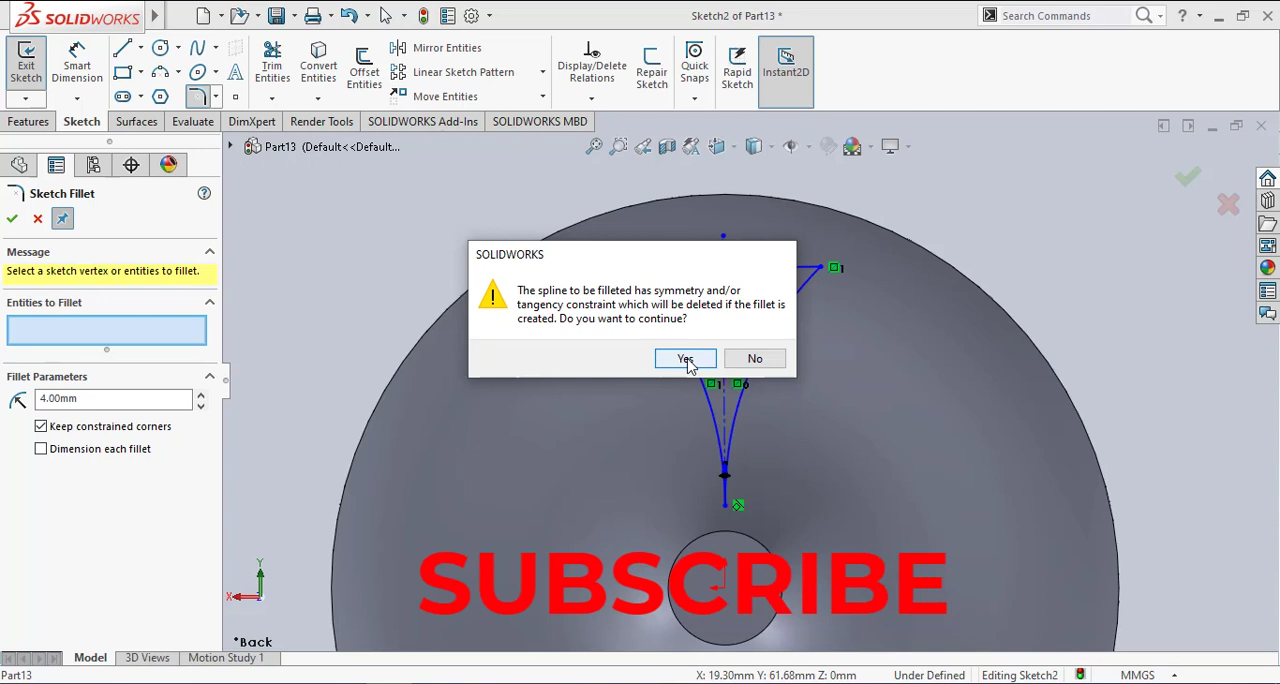 SOLIDWORKS
Sketch2 of Part13 *
Search Commands
?
Exit Sketch
Smart Dimension
Trim Entities
Convert Entities
Offset Entities
Mirror Entities
Linear Sketch Pattern
Move Entities
Display/Delete Relations
Repair Sketch
Quick Snaps
Rapid Sketch
Instant2D
Features
Sketch
Surfaces
Evaluate
DimXpert
Render Tools
SOLIDWORKS Add-Ins
SOLIDWORKS MBD
Part13 (Default<<Default...
Sketch Fillet
Message
Select a sketch vertex or entities to fillet.
Entities to Fillet
Fillet Parameters
4.00mm
Keep constrained corners
Dimension each fillet
SOLIDWORKS
The spline to be filleted has symmetry and/or
tangency constraint which will be deleted if the fillet is
created. Do you want to continue?
Yes
No
SUBSCRIBE
Y
X
*Back
Model
3D Views
Motion Study 1
Part13
X: 19.30mm Y: 61.68mm Z: 0mm
Under Defined
Editing Sketch2
MMGS